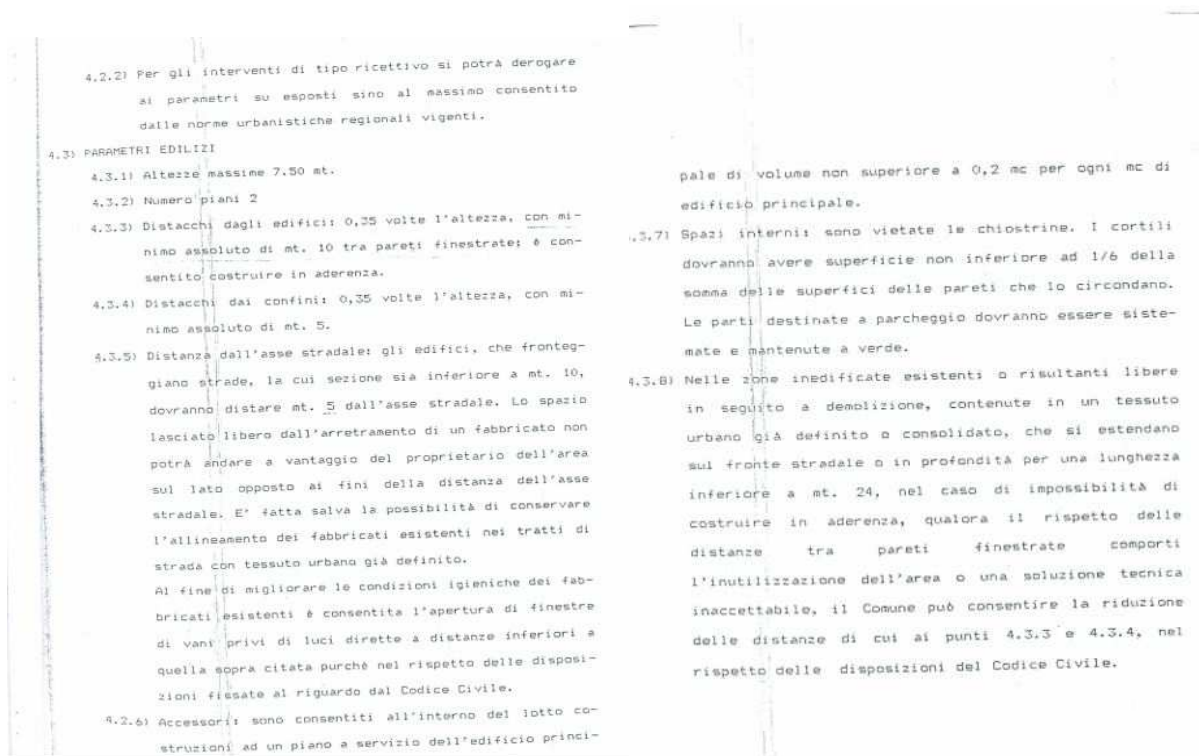 4.2.2) Per gli interventi di tipo ricettivo si potrà derogare
ai parametri su esposti sino al massimo consentito
dalle norme urbanistiche regionali vigenti.
4.3) PARAMETRI EDILIZI
4.3.1) Altezze massime 7.50 mt.
4.3.2) Numero piani 2
4.3.3) Distacchi dagli edifici: 0,35 volte l'altezza, con mi-
nimo assoluto di mt. 10 tra pareti finestrate; è con-
sentito costruire in aderenza.
4.3.4) Distacchi dai confini: 0,35 volte l'altezza, con mi-
nimo assoluto di mt. 5.
4.3.5) Distanza dall'asse stradale: gli edifici, che fronteg-
giano strade, la cui sezione sia inferiore a mt. 10,
dovranno distare mt. 5 dall'asse stradale. Lo spazio
lasciato libero dall'arretramento di un fabbricato non
potrà andare a vantaggio del proprietario dell'area
sul lato opposto ai fini della distanza dell'asse
stradale. E' fatta salva la possibilità di conservare
l'allineamento dei fabbricati esistenti nei tratti di
strada con tessuto urbano già definito.
Al fine di migliorare le condizioni igieniche dei fab-
bricati esistenti è consentita l'apertura di finestre
di vani privi di luci dirette a distanze inferiori a
quella sopra citata purchè nel rispetto delle disposi-
zioni fissate al riguardo dal Codice Civile.
4.2.6) Accessori: sono consentiti all'interno del lotto co-
struzioni ad un piano a servizio dell'edificio princi-
pale di volume non superiore a 0,2 mc per ogni mc di
edificio principale.
.3.7) Spazi interni: sono vietate le chiostrine. I cortili
dovranno avere superficie non inferiore ad 1/6 della
somma delle superfici delle pareti che lo circondano.
Le parti destinate a parcheggio dovranno essere siste-
mate e mantenute a verde.
4.3.8) Nelle zone inedificate esistenti o risultanti libere
in seguito a demolizione, contenute in un tessuto
urbano già definito o consolidato, che si estendano
sul fronte stradale o in profondità per una lunghezza
inferiore a mt. 24, nel caso di impossibilità di
costruire in aderenza, qualora il rispetto delle
distanze tra pareti finestrate comporti
l'inutilizzazione dell'area o una soluzione tecnica
inaccettabile, il Comune può consentire la riduzione
delle distanze di cui ai punti 4.3.3 e 4.3.4, nel
rispetto delle disposizioni del Codice Civile.